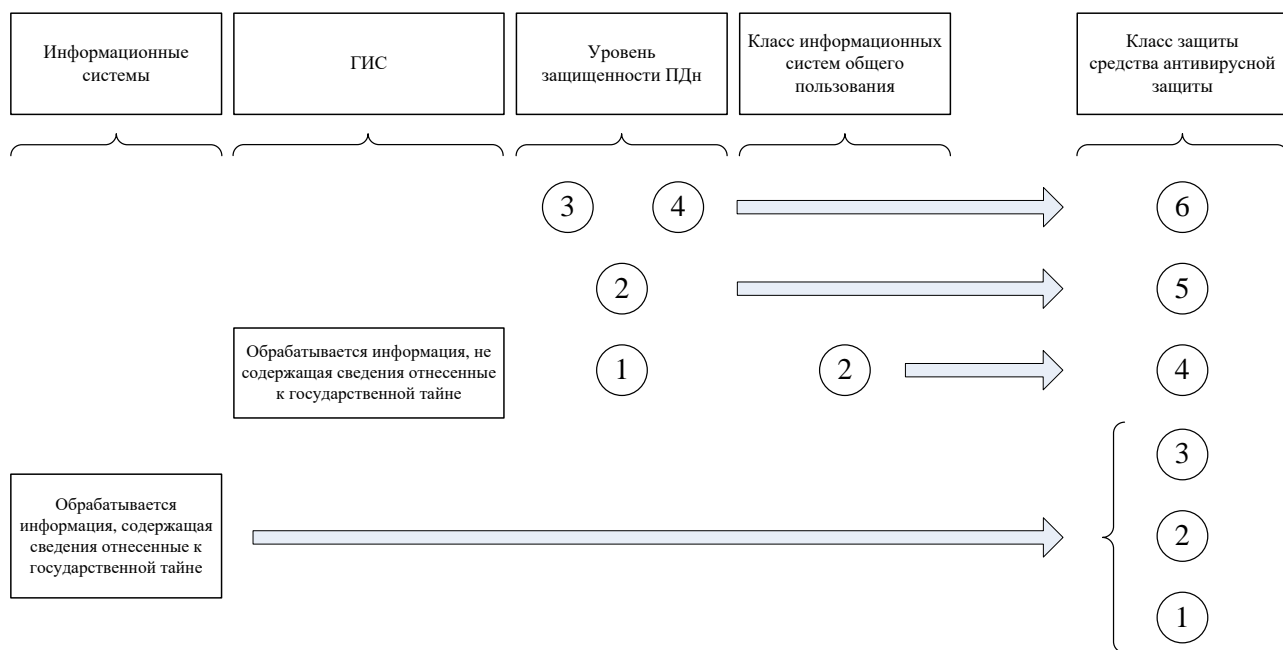 Информационные
системы
ГИС
Уровень
защищенности ПДн
Класс информационных
систем общего
пользования
Класс защиты
средства антивирусной
защиты
3 4 6
2 5
Обрабатывается информация, не
содержащая сведения отнесенные
к государственной тайне
1 2 4
3
Обрабатывается
информация, содержащая
сведения отнесенные к
государственной тайне
2
1